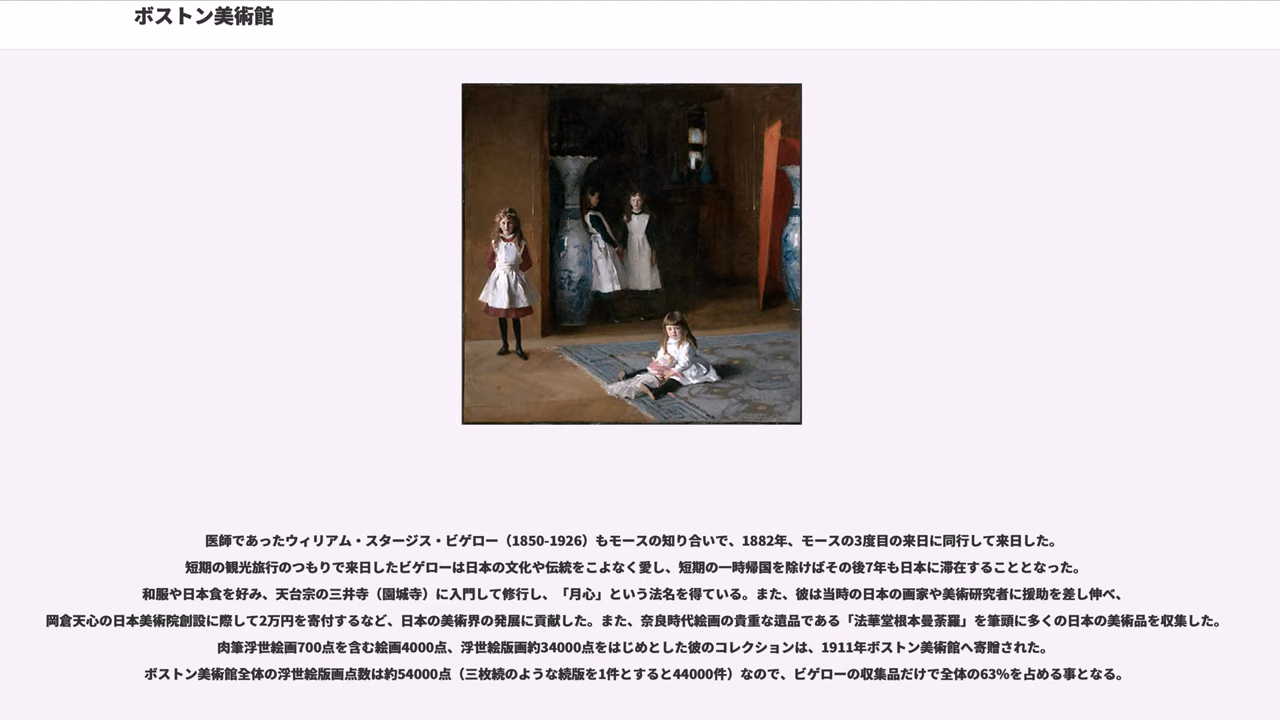 ボストン美術館
医師であったウィリアム・スタージス・ビゲロー（1850-1926）もモースの知り合いで、1882年、モースの3度目の来日に同行して来日した。
短期の観光旅行のつもりで来日したビゲローは日本の文化や伝統をこよなく愛し、短期の一時帰国を除けばその後7年も日本に滞在することとなった。
和服や日本食を好み、天台宗の三井寺（園城寺）に入門して修行し、「月心」という法名を得ている。また、彼は当時の日本の画家や美術研究者に援助を差し伸べ、
岡倉天心の日本美術院創設に際して2万円を寄付するなど、日本の美術界の発展に貢献した。また、奈良時代絵画の貴重な遺品である「法華堂根本曼荼羅」を筆頭に多くの日本の美術品を収集した。
肉筆浮世絵画700点を含む絵画4000点、浮世絵版画約34000点をはじめとした彼のコレクションは、1911年ボストン美術館へ寄贈された。
ボストン美術館全体の浮世絵版画点数は約54000点（三枚続のような続版を1件とすると44000件）なので、ビゲローの収集品だけで全体の63%を占める事となる。